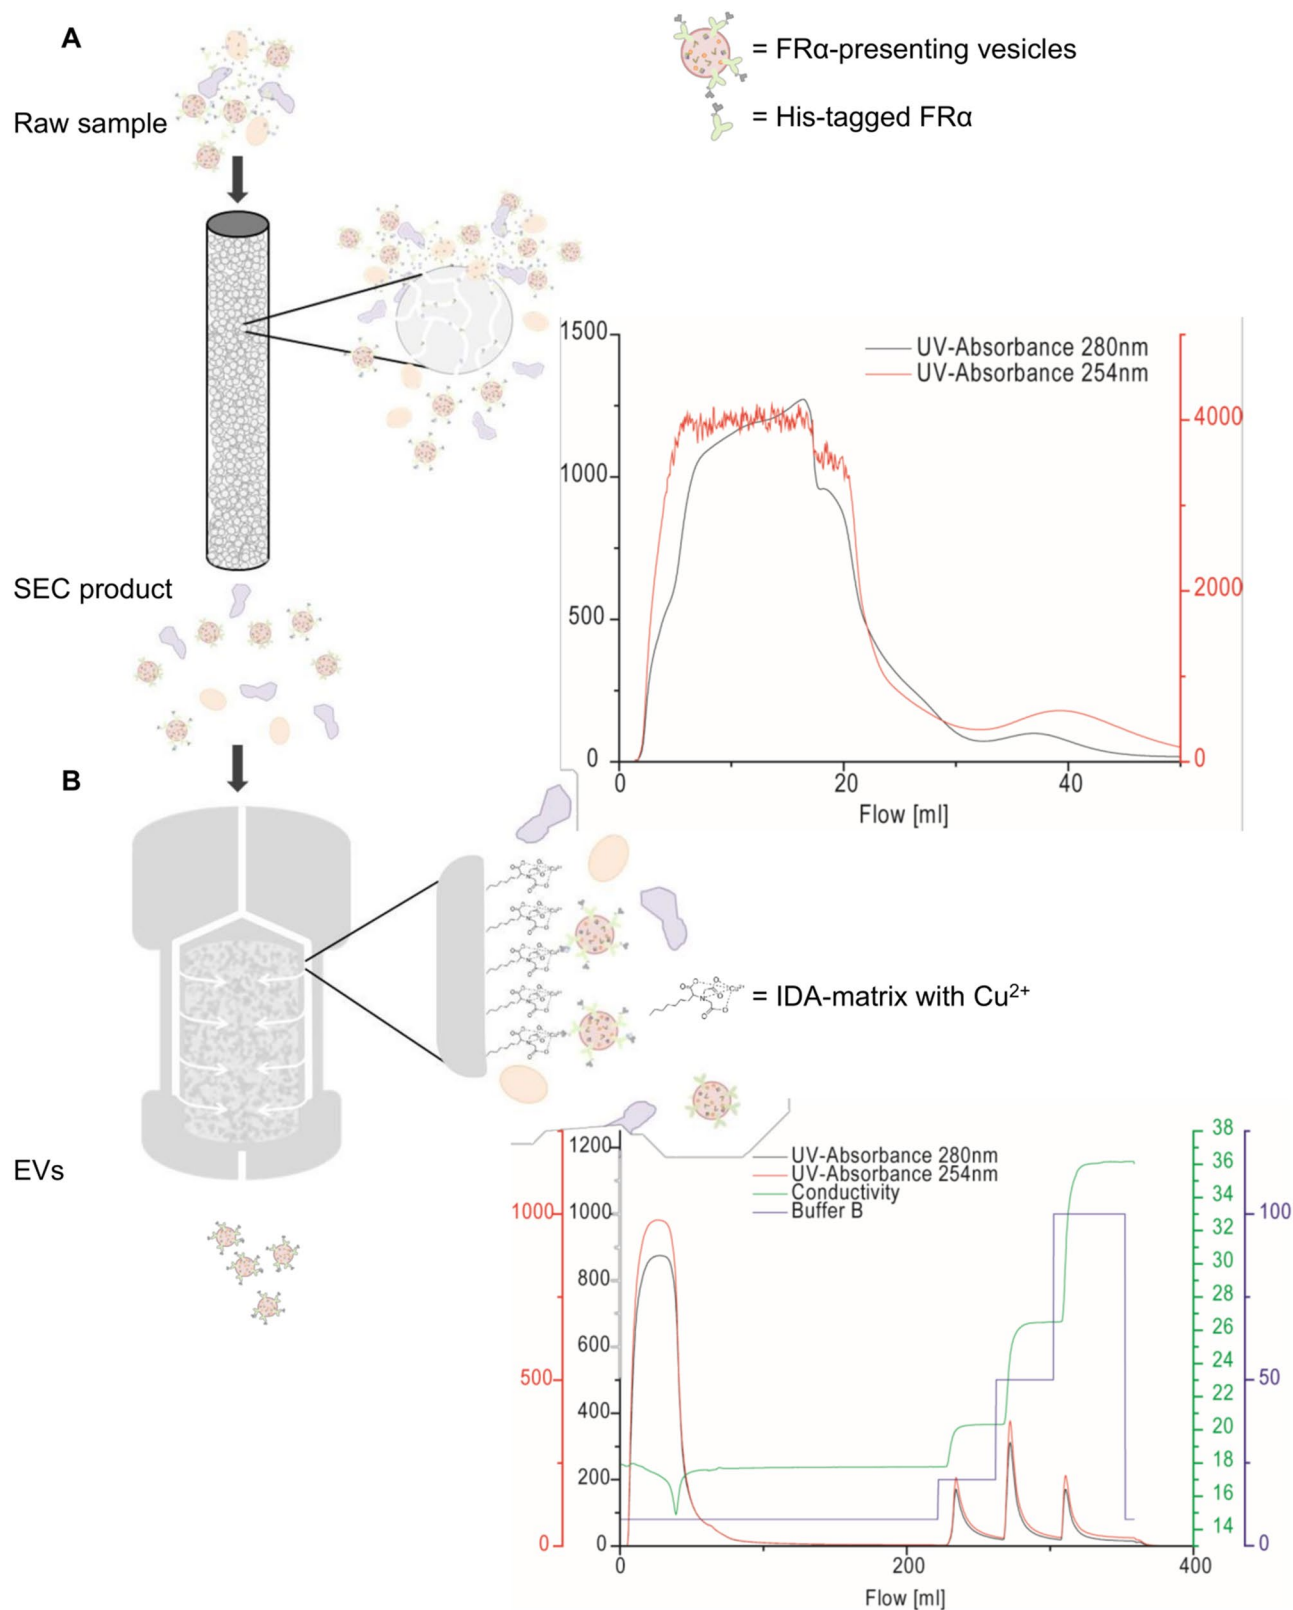 A
= FRα-presenting vesicles
= His-tagged FRα
Raw sample
1500
1000
500
0
UV-Absorbance 280nm
UV-Absorbance 254nm
4000
2000
0
0 20 40
Flow [ml]
SEC product
B
= IDA-matrix with Cu2+
EVs
1000
500
0
1200
1000
800
600
400
200
0
UV-Absorbance 280nm
UV-Absorbance 254nm
Conductivity
Buffer B
38
36
34
32
30
28
26
24
22
20
18
16
14
100
50
0
0 200 400
Flow [ml]